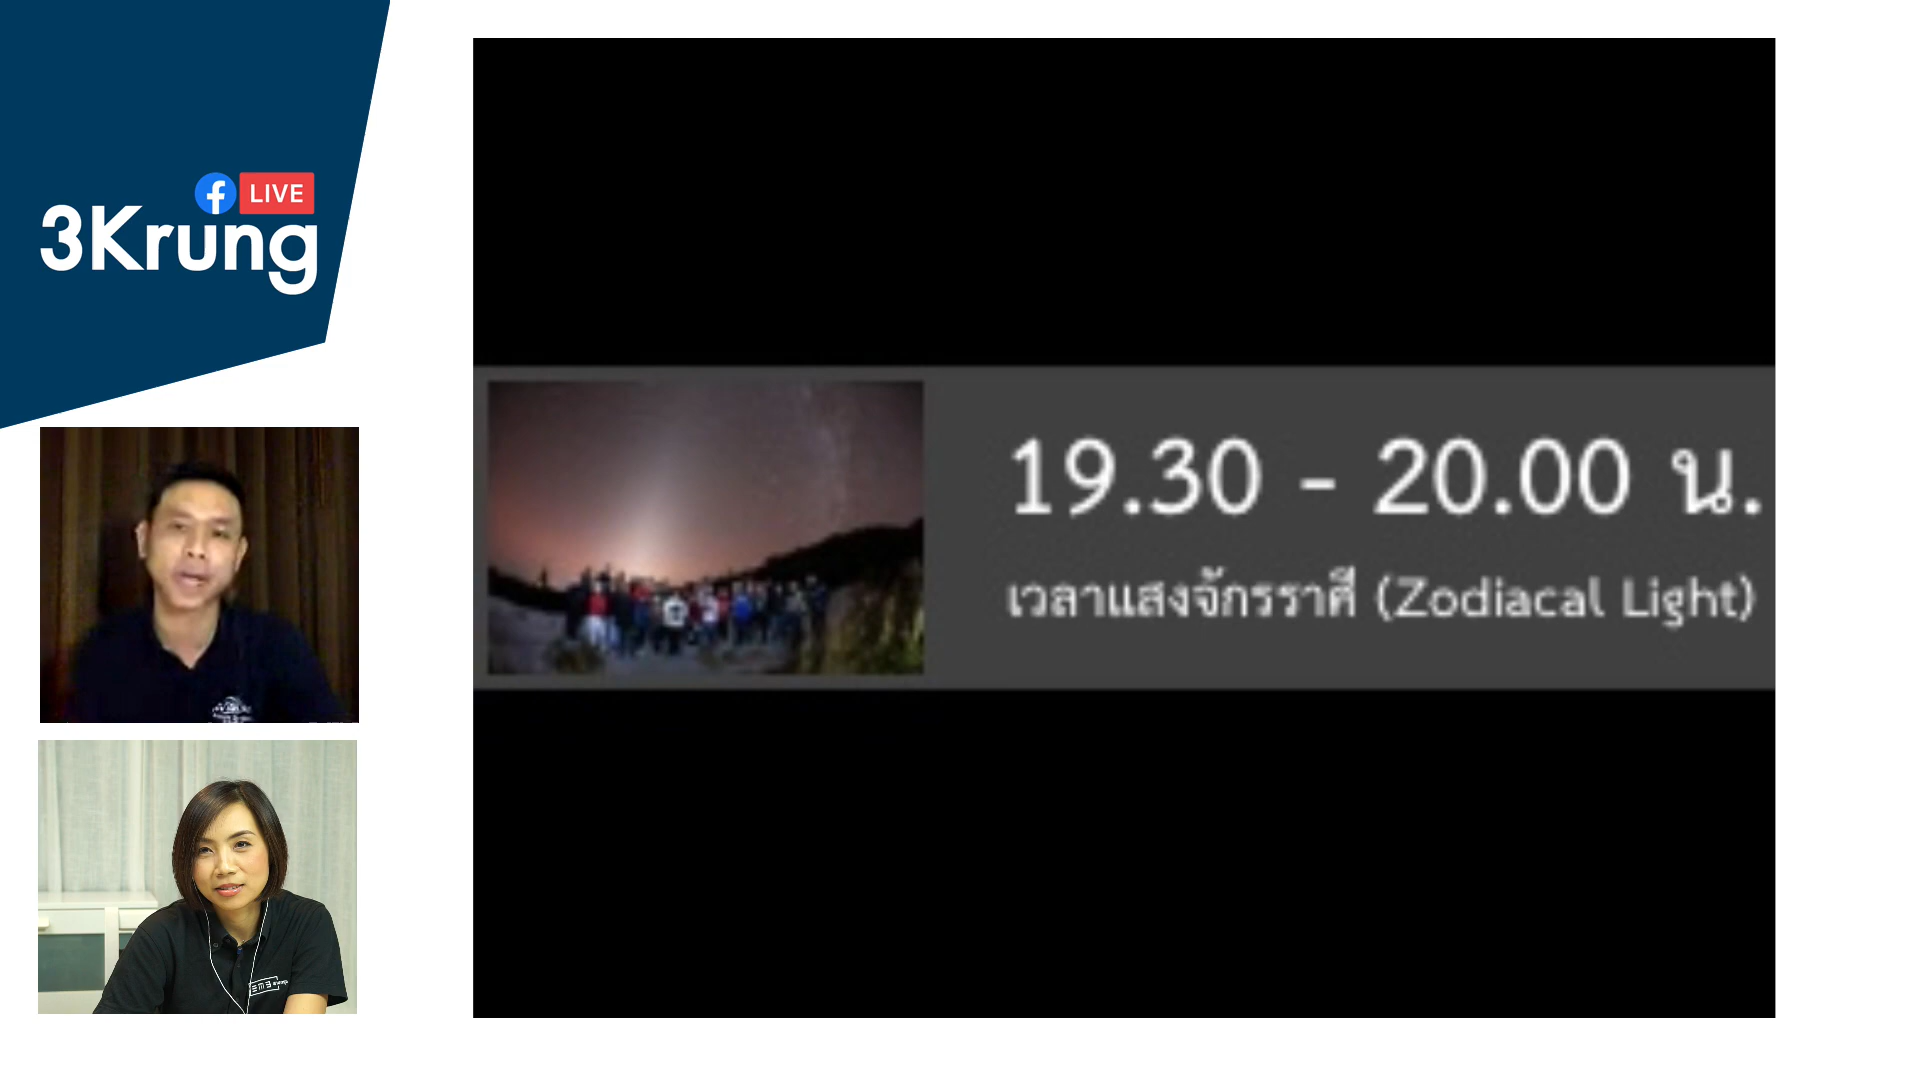 LIVE
3Krung
19.30 - 20.00 น.
เวลาแสงจักรราศี (Zodiacal Light)